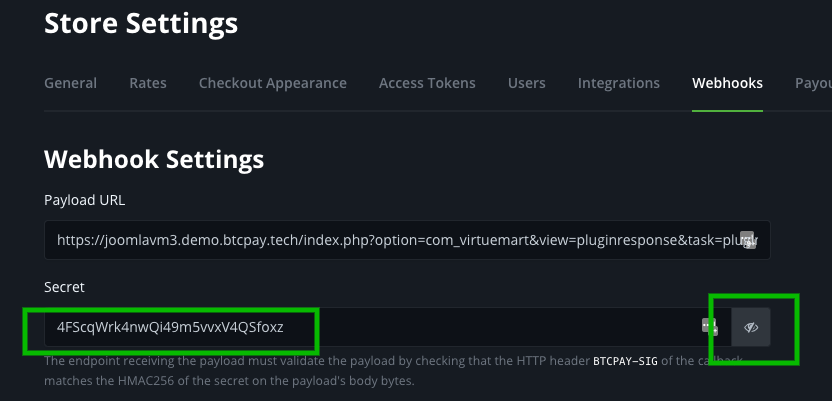 Store Settings
General Rates Checkout Appearance Access Tokens Users Integrations Webhooks Payou
Webhook Settings
Payload URL
https://joomlavm3.demo.btcpay.tech/index.php?option=com_virtuemart&view=pluginresponse&task=plu
Secret
4FScqWrk4nwQi49m5vvxV4QSfoxz
The endpoint receiving the payload must validate the payload by checking that the HTTP header BTCPAY-SIG of the callback
matches the HMAC256 of the secret on the payload's body bytes.